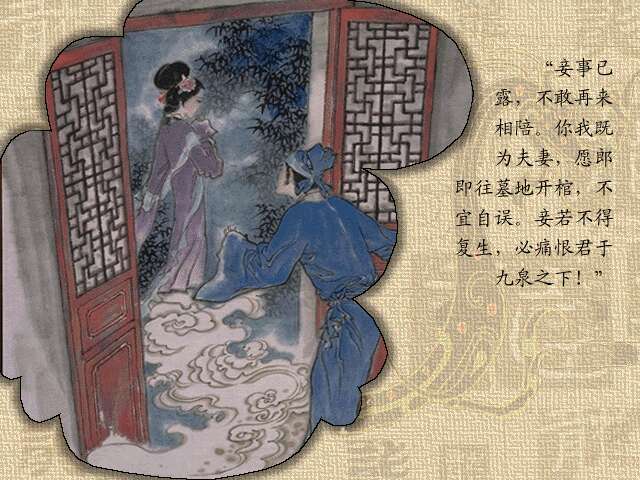 “妾事已
露，不敢再来
相陪。你我既
为夫妻，愿郎
即往墓地开棺，不
宜自误。妾若不得
复生，必痛恨君于
九泉之下！”